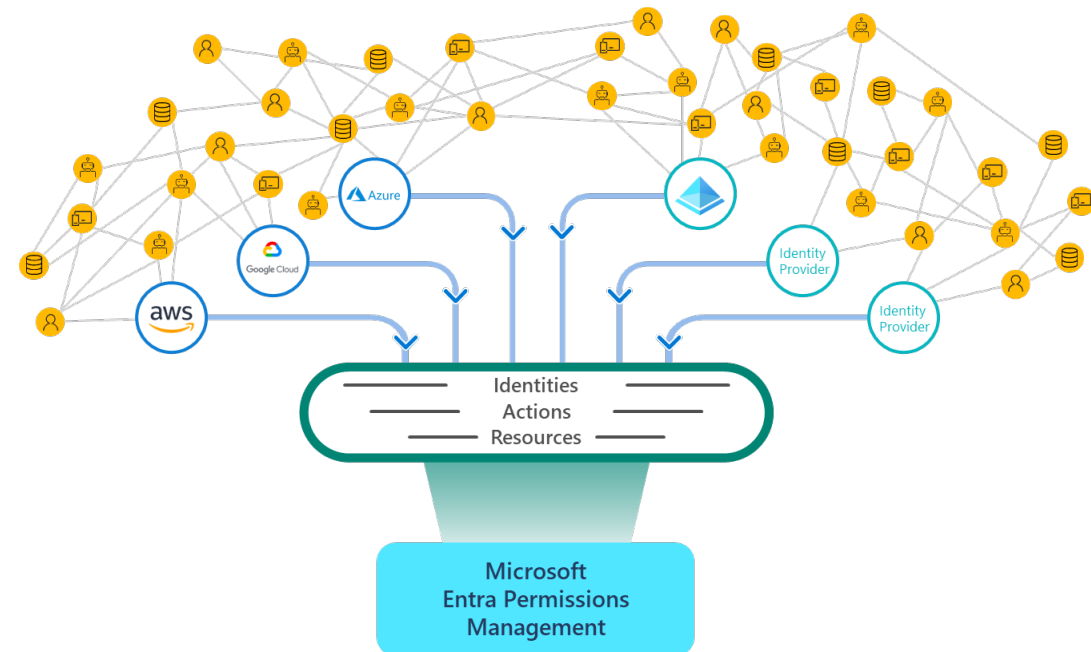 Azure
Google Cloud
aws
Identity
Provider
Identity
Provider
Identities
Actions
Resources
Microsoft
Entra Permissions
Management